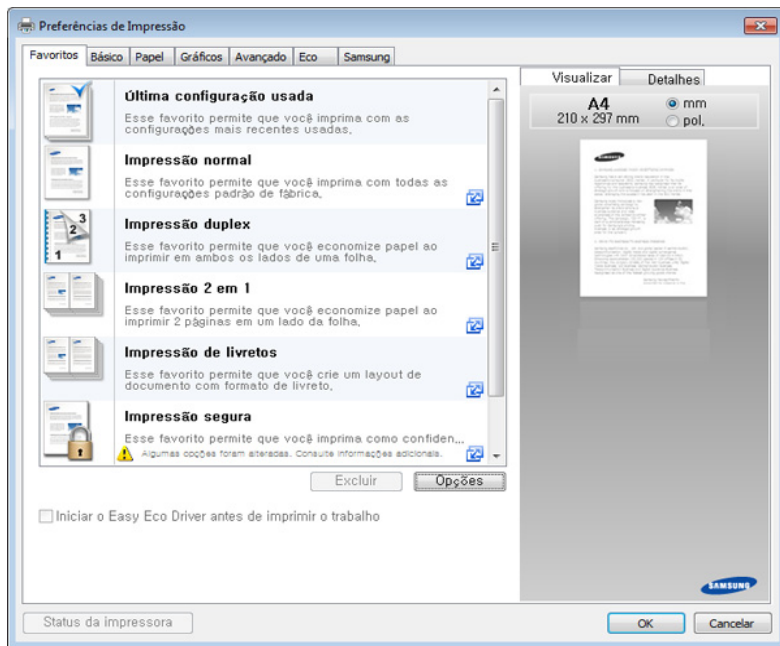 Preferências de Impressão
Favoritos Básico Papel Gráficos Avançado Eco Samsung
Última configuração usada
Esse favorito permite que você imprima com as
configurações mais recentes usadas.
Impressão normal
Esse favorito permite que você imprima com todas as
configurações padrão de fábrica.
Impressão duplex
Esse favorito permite que você economize papel ao
imprimir em ambos os lados de uma folha.
1 2 3
Impressão 2 em 1
Esse favorito permite que você economize papel ao
imprimir 2 páginas em um lado da folha.
Impressão de livretos
Esse favorito permite que você crie um layout de
documento com formato de livreto.
Impressão segura
Esse favorito permite que você imprima como confiden...
Algumas opções foram alteradas. Consulte informações adicionais.
Excluir Opções
Iniciar o Easy Eco Driver antes de imprimir o trabalho
Visualizar Detalhes
A4
210 x 297 mm
mm
pol.
SAMSUNG
Status da impressora
OK Cancelar